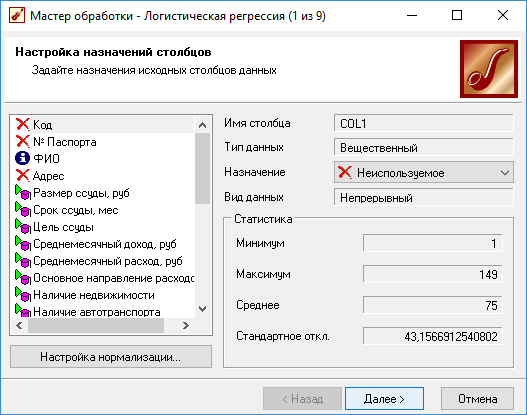 Мастер обработки - Логистическая регрессия (1 из 9)
Настройка назначений столбцов
Задайте назначения исходных столбцов данных
Код
№ Паспорта
ФИО
Адрес
Размер ссуды, руб
Срок ссуды, мес
Цель ссуды
Среднемесячный доход, руб
Среднемесячный расход, руб
Основное направление расходо
Наличие недвижимости
Наличие автотранспорта
Настройка нормализации...
Имя столбца COL1
Тип данных Вещественный
Назначение Неиспользуемое
Вид данных Непрерывный
Статистика
Минимум 1
Максимум 149
Среднее 75
Стандартное откл. 43,1566912540802
< Назад Далее > Отмена